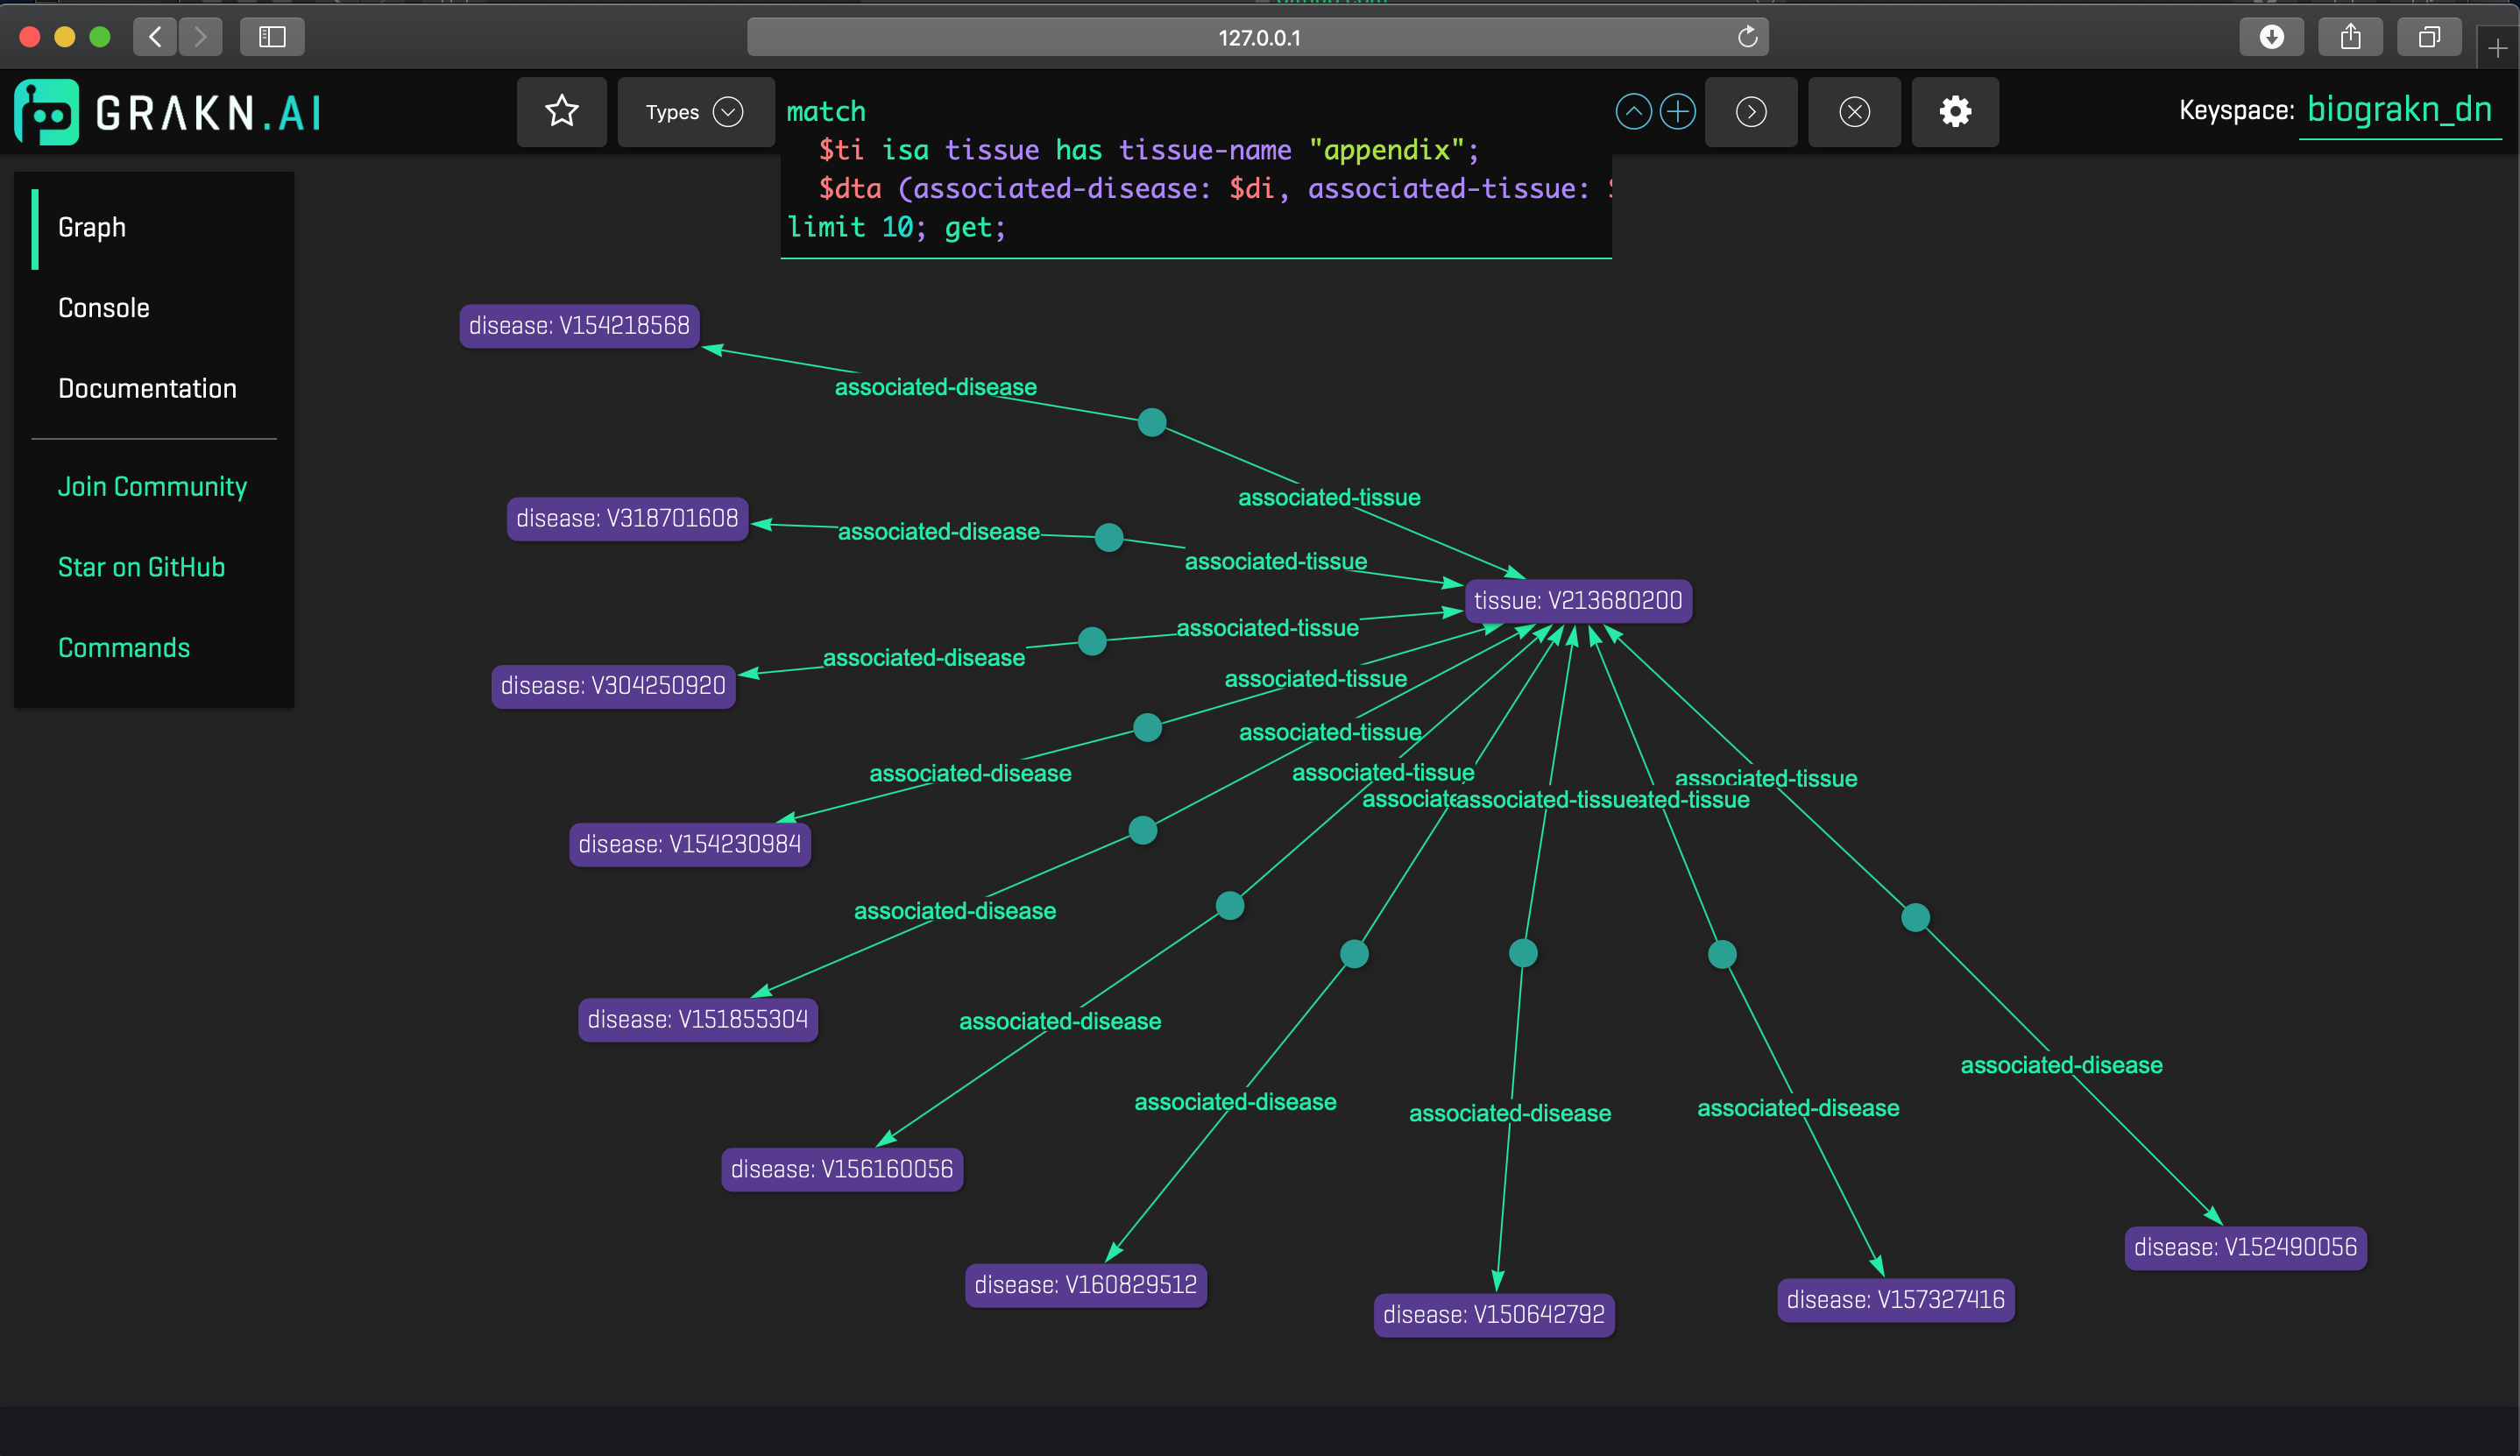 127.0.0.1
GRAKN.AI
Types
match
$ti isa tissue has tissue-name "appendix";
$dta (associated-disease: $di, associated-tissue:
limit 10; get;
Keyspace: biograkn_dn
Graph
Console
Documentation
Join Community
Star on GitHub
Commands
disease: V154218568
associated-disease
associated-tissue
disease: V318701608
associated-disease
associated-tissue
tissue: V213680200
associated-tissue
associated-disease
disease: V304250920
associated-tissue
associated-tissue
associated-disease
associated-tissue
associated-tissue
associated-tissue
disease: V154230984
associated-disease
disease: V151855304
associated-disease
associated-disease
associated-disease
associated-disease
associated-disease
disease: V156160056
disease: V152490056
disease: V160829512
disease: V157327416
disease: V150642792